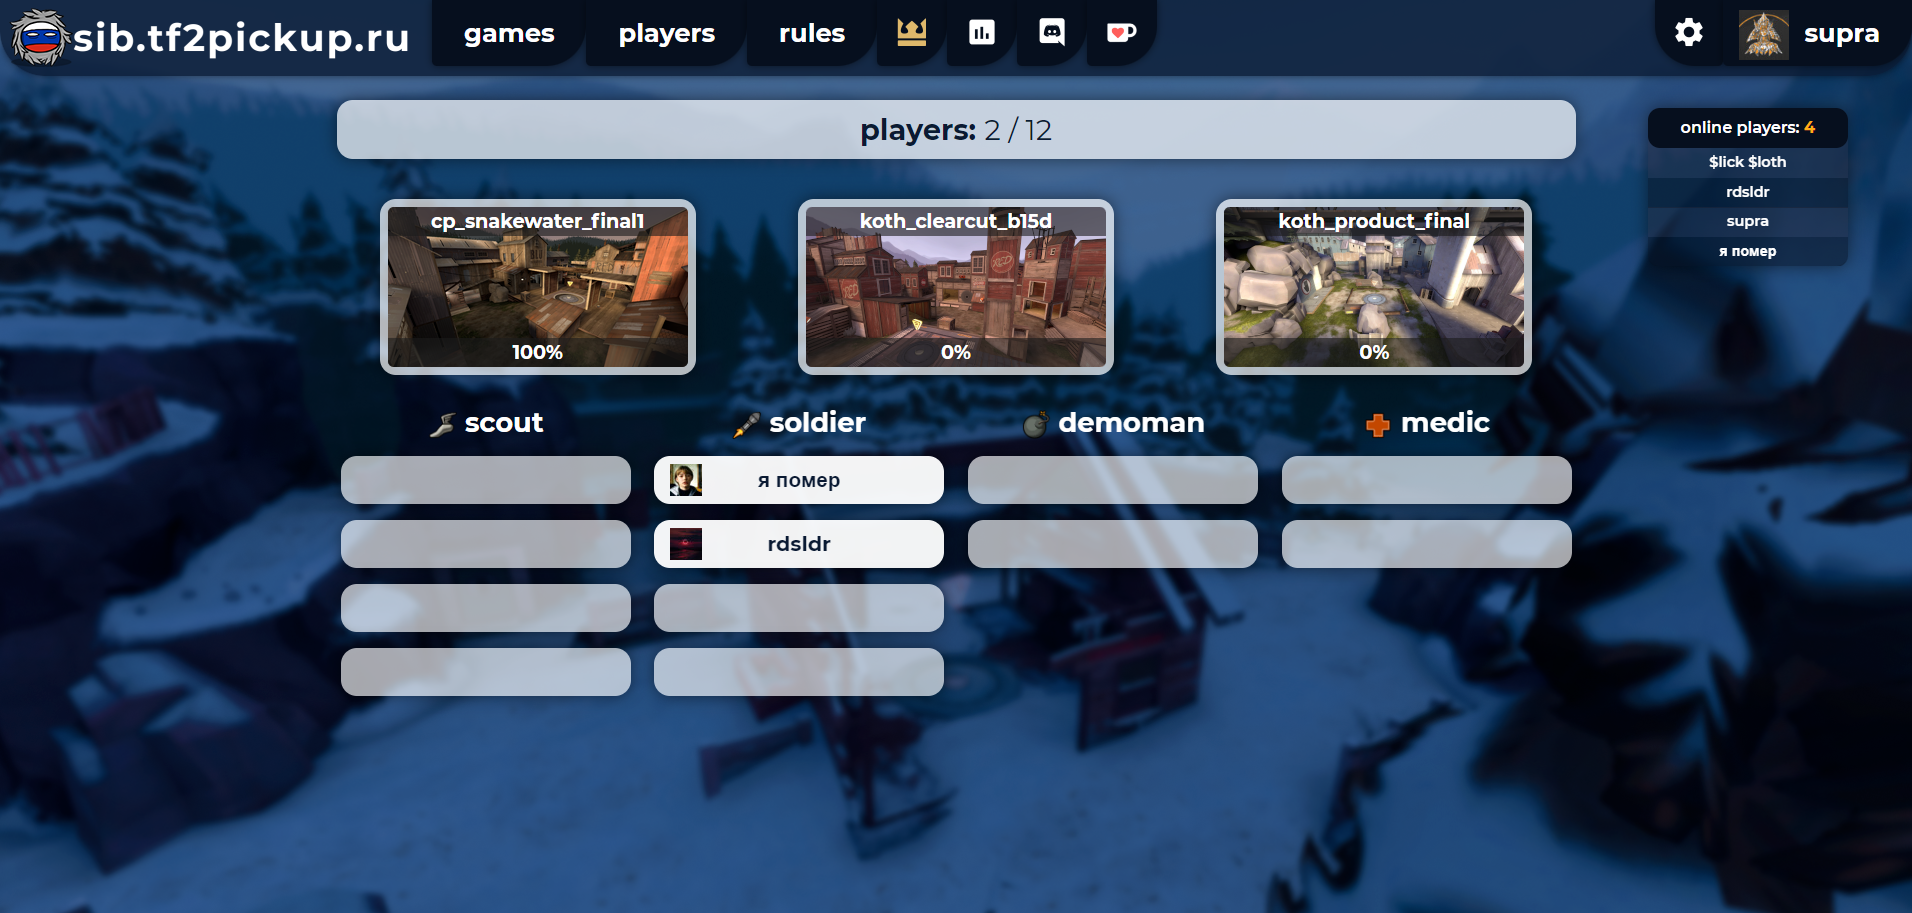 sib.tf2pickup.ru
games
players
rules
supra
players: 2 / 12
online players: 4
$lick $loth
rdsldr
supra
я помер
cp_snakewater_final1
100%
koth_clearcut_b15d
0%
koth_product_final
0%
scout
soldier
demoman
medic
я помер
rdsldr